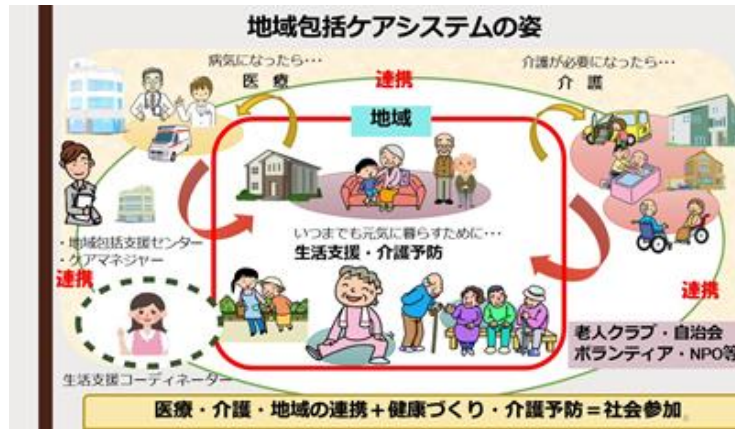 地域包括ケアシステムの姿
病気になったら･･･
医 療
連携
介護が必要になったら･･･
介 護
地域
いつまでも元気に暮らすために･･･
生活支援・介護予防
・地域包括支援センター
・ケアマネジャー
連携
連携
生活支援コーディネーター
老人クラブ・自治会
ボランティア・NPO等
医療・介護・地域の連携＋健康づくり・介護予防＝社会参加。